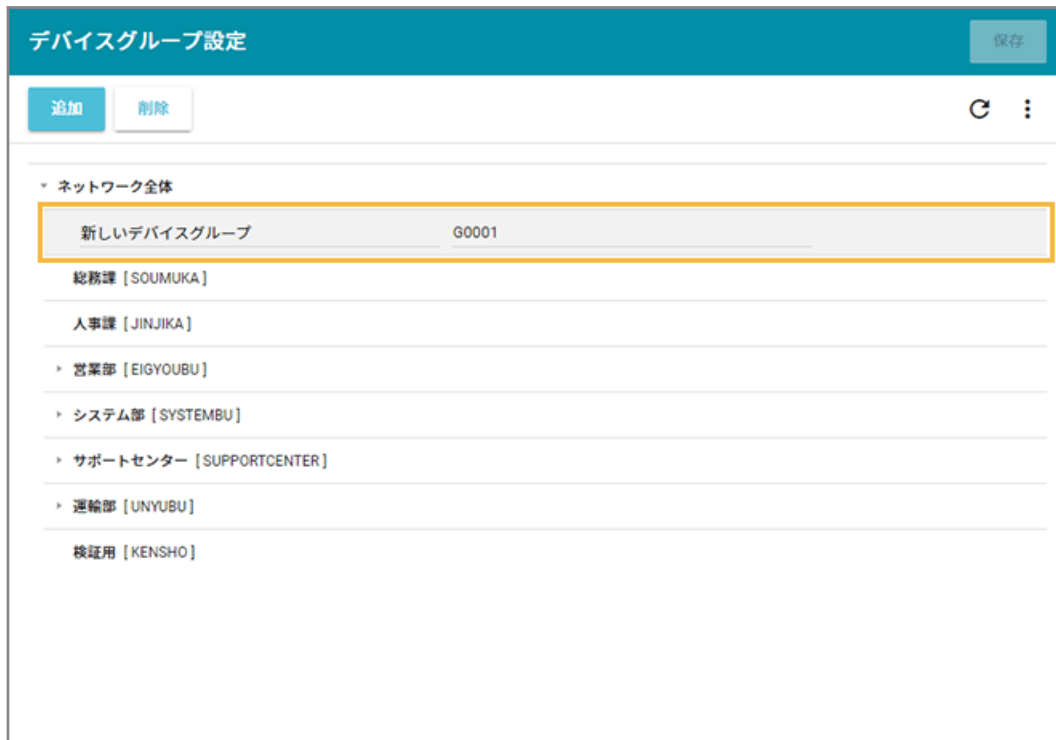 デバイスグループ設定 保存
追加 削除
ネットワーク全体
新しいデバイスグループ G0001
総務課 [ SOUMUKA ]
人事課 [ JINJIKA ]
営業部 [ EIGYOUBU ]
システム部 [ SYSTEMBU ]
サポートセンター [ SUPPORTCENTER ]
運輸部 [ UNYUBU ]
検証用 [ KENSHO ]